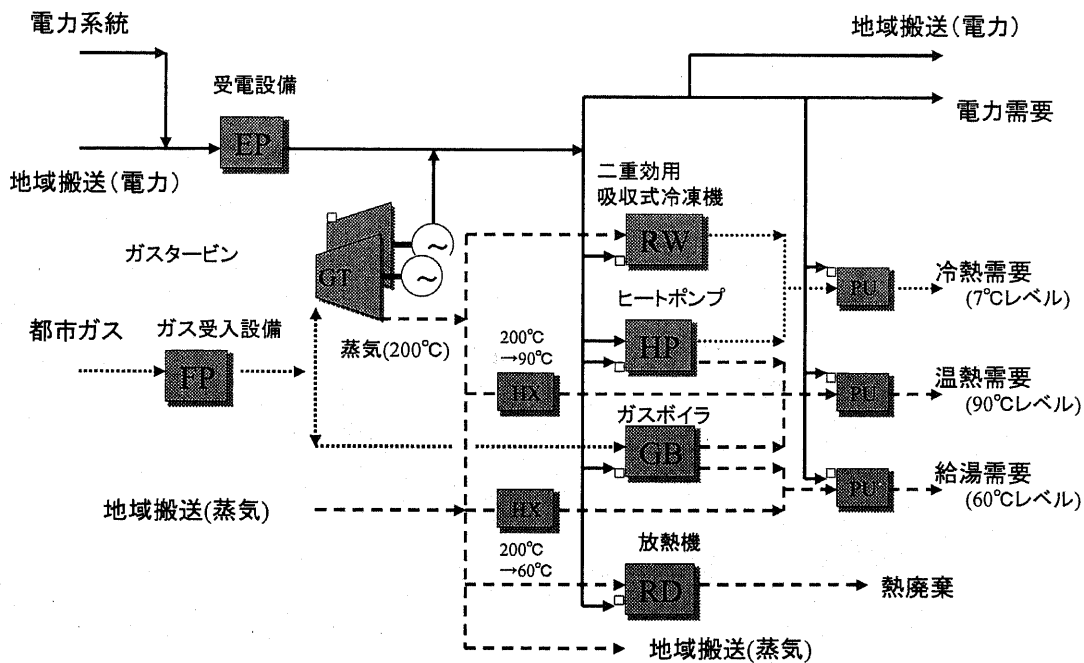 電力系統
地域搬送(電力)
受電設備
EP
電力需要
地域搬送(電力)
二重効用
吸収式冷凍機
RW
~
~
ガスタービン
GT
冷熱需要
(7℃レベル)
PU
ヒートポンプ
HP
都市ガス
ガス受入設備
FP
蒸気(200℃)
200℃
→90℃
HX
温熱需要
(90℃レベル)
PU
ガスボイラ
GB
給湯需要
(60℃レベル)
PU
地域搬送(蒸気)
HX
200℃
→60℃
放熱機
RD
熱廃棄
地域搬送(蒸気)